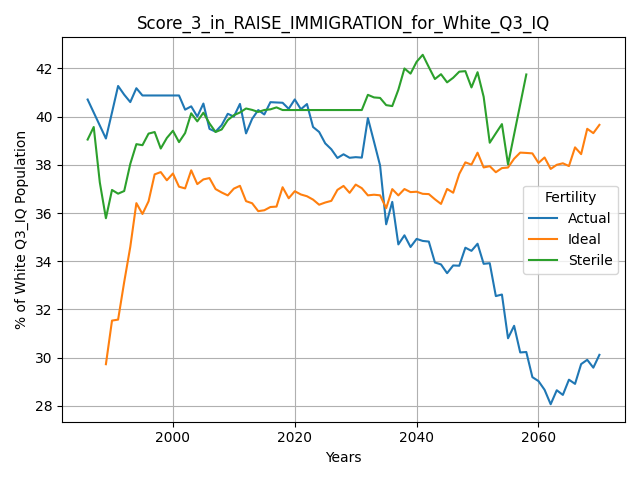 Score_3_in_RAISE_IMMIGRATION_for_White_Q3_IQ
% of White Q3_IQ Population
42
40
38
36
34
32
30
28
Fertility
Actual
Ideal
Sterile
2000
2020
2040
2060
Years